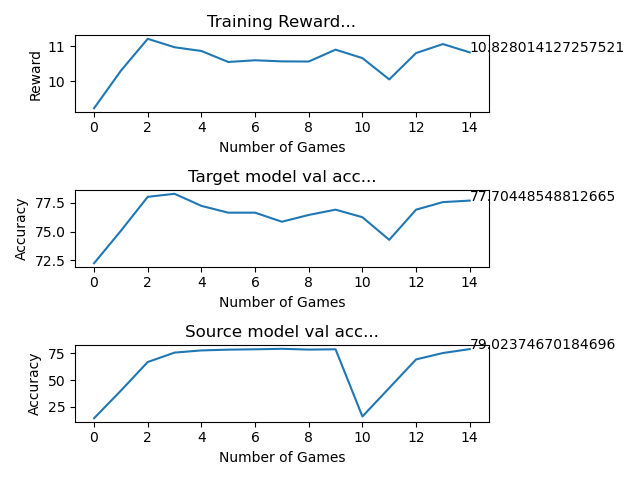 Training Reward...
11
10
Reward
10.828014127257521
0 2 4 6 8 10 12 14
Number of Games
Target model val acc...
77.5
75.0
72.5
Accuracy
77.70448548812665
0 2 4 6 8 10 12 14
Number of Games
Source model val acc...
75
50
25
Accuracy
79.02374670184696
0 2 4 6 8 10 12 14
Number of Games